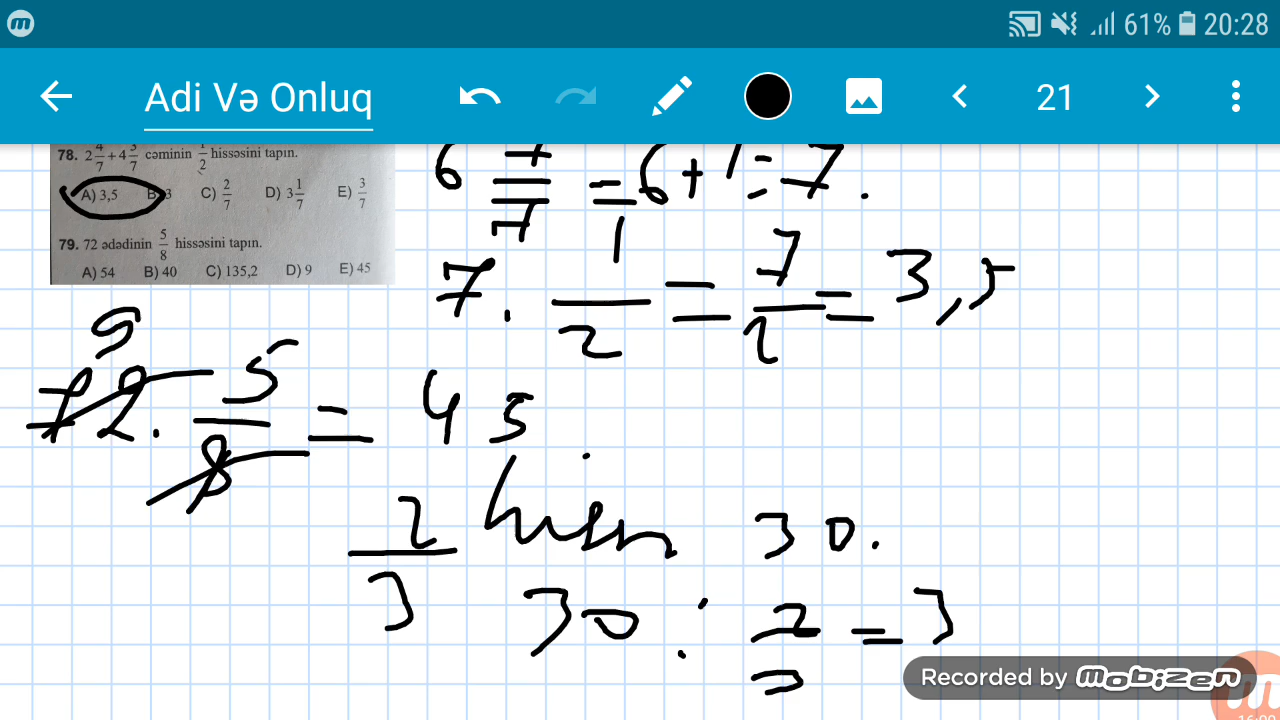 61% 20:28
Adi Və Onluq 21
78. 2 4/7 + 4 3/7 cəminin 1/2 hissəsini tapın.
A) 3,5 B) 3 C) 2/7 D) 3 1/7 E) 3/7
79. 72 ədədinin 5/8 hissəsini tapın.
A) 54 B) 40 C) 135,2 D) 9 E) 45
6 7/7 = 6 + 1 = 7.
7 . 1/2 = 7/2 = 3,5
9
72 . 5/8 = 45
2/3 hissə 30.
30 : 2/3 = 3
Recorded by mobizen